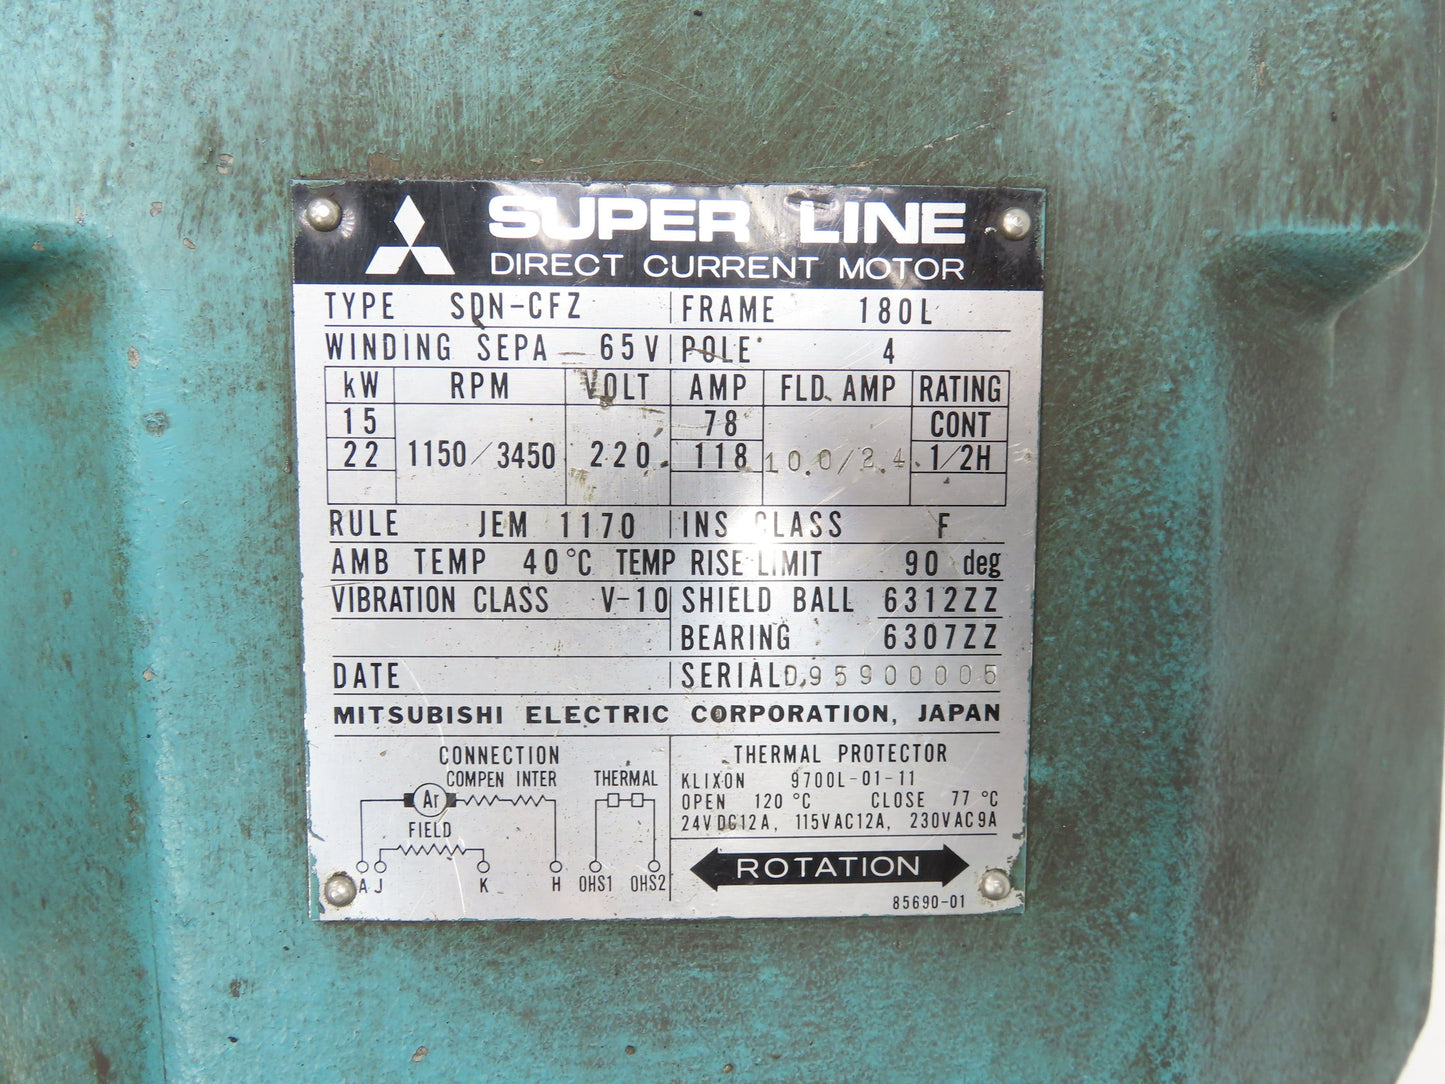 SUPER LINE
DIRECT CURRENT MOTOR
TYPE SDN-CFZ FRAME 180L
WINDING SEPA 65V POLE 4
kW RPM VOLT AMP FLD. AMP RATING
15 78 CONT
22 1150/3450 220 118 10.0/2.4 1/2H
RULE JEM 1170 INS CLASS F
AMB TEMP 40°C TEMP RISE LIMIT 90 deg
VIBRATION CLASS V-10 SHIELD BALL 6312ZZ
BEARING 6307ZZ
DATE SERIAL D95900005
MITSUBISHI ELECTRIC CORPORATION, JAPAN
CONNECTION THERMAL PROTECTOR
COMPEN INTER THERMAL KLIXON 9700L-01-11
Ar OPEN 120°C CLOSE 77°C
FIELD 24VDC12A, 115VAC12A, 230VAC9A
ROTATION
A J K H OHS1 OHS2
85690-01